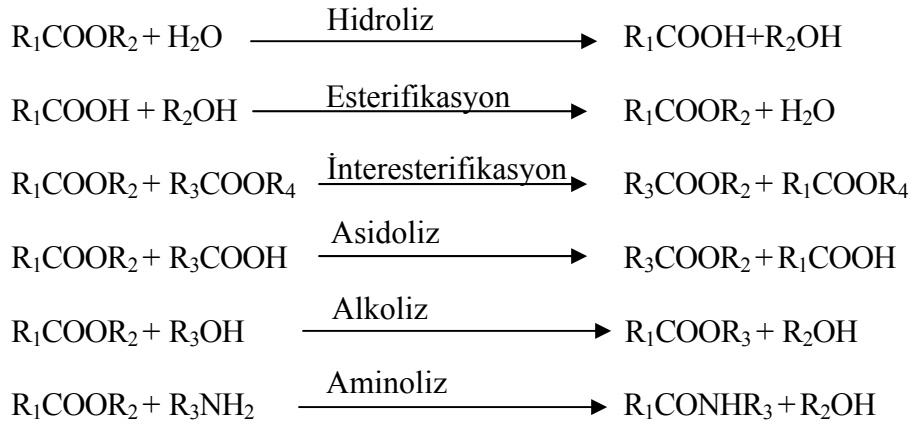 R₁COOR₂ + H₂O Hidroliz R₁COOH+R₂OH
R₁COOH + R₂OH Esterifikasyon R₁COOR₂ + H₂O
R₁COOR₂ + R₃COOR₄ İnteresterifikasyon R₃COOR₂ + R₁COOR₄
R₁COOR₂ + R₃COOH Asidoliz R₃COOR₂ + R₁COOH
R₁COOR₂ + R₃OH Alkoliz R₁COOR₃ + R₂OH
R₁COOR₂ + R₃NH₂ Aminoliz R₁CONHR₃ + R₂OH